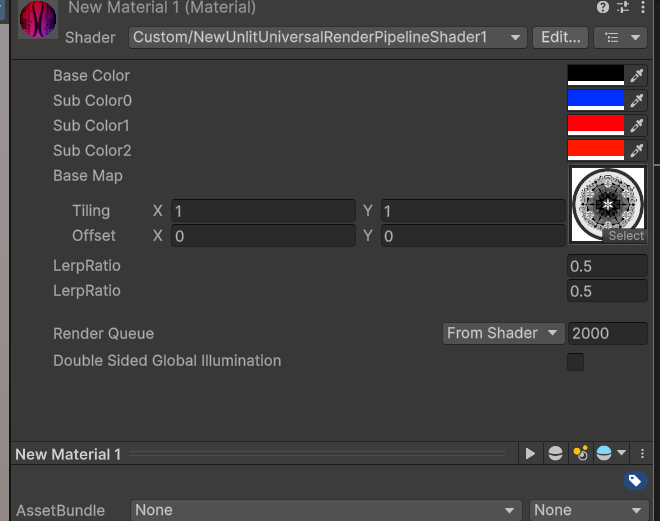 New Material 1 (Material)
Shader Custom/NewUnlitUniversalRenderPipelineShader1 Edit...
Base Color
Sub Color0
Sub Color1
Sub Color2
Base Map
Tiling X 1 Y 1
Offset X 0 Y 0
Select
LerpRatio 0.5
LerpRatio 0.5
Render Queue From Shader 2000
Double Sided Global Illumination
New Material 1
AssetBundle None None